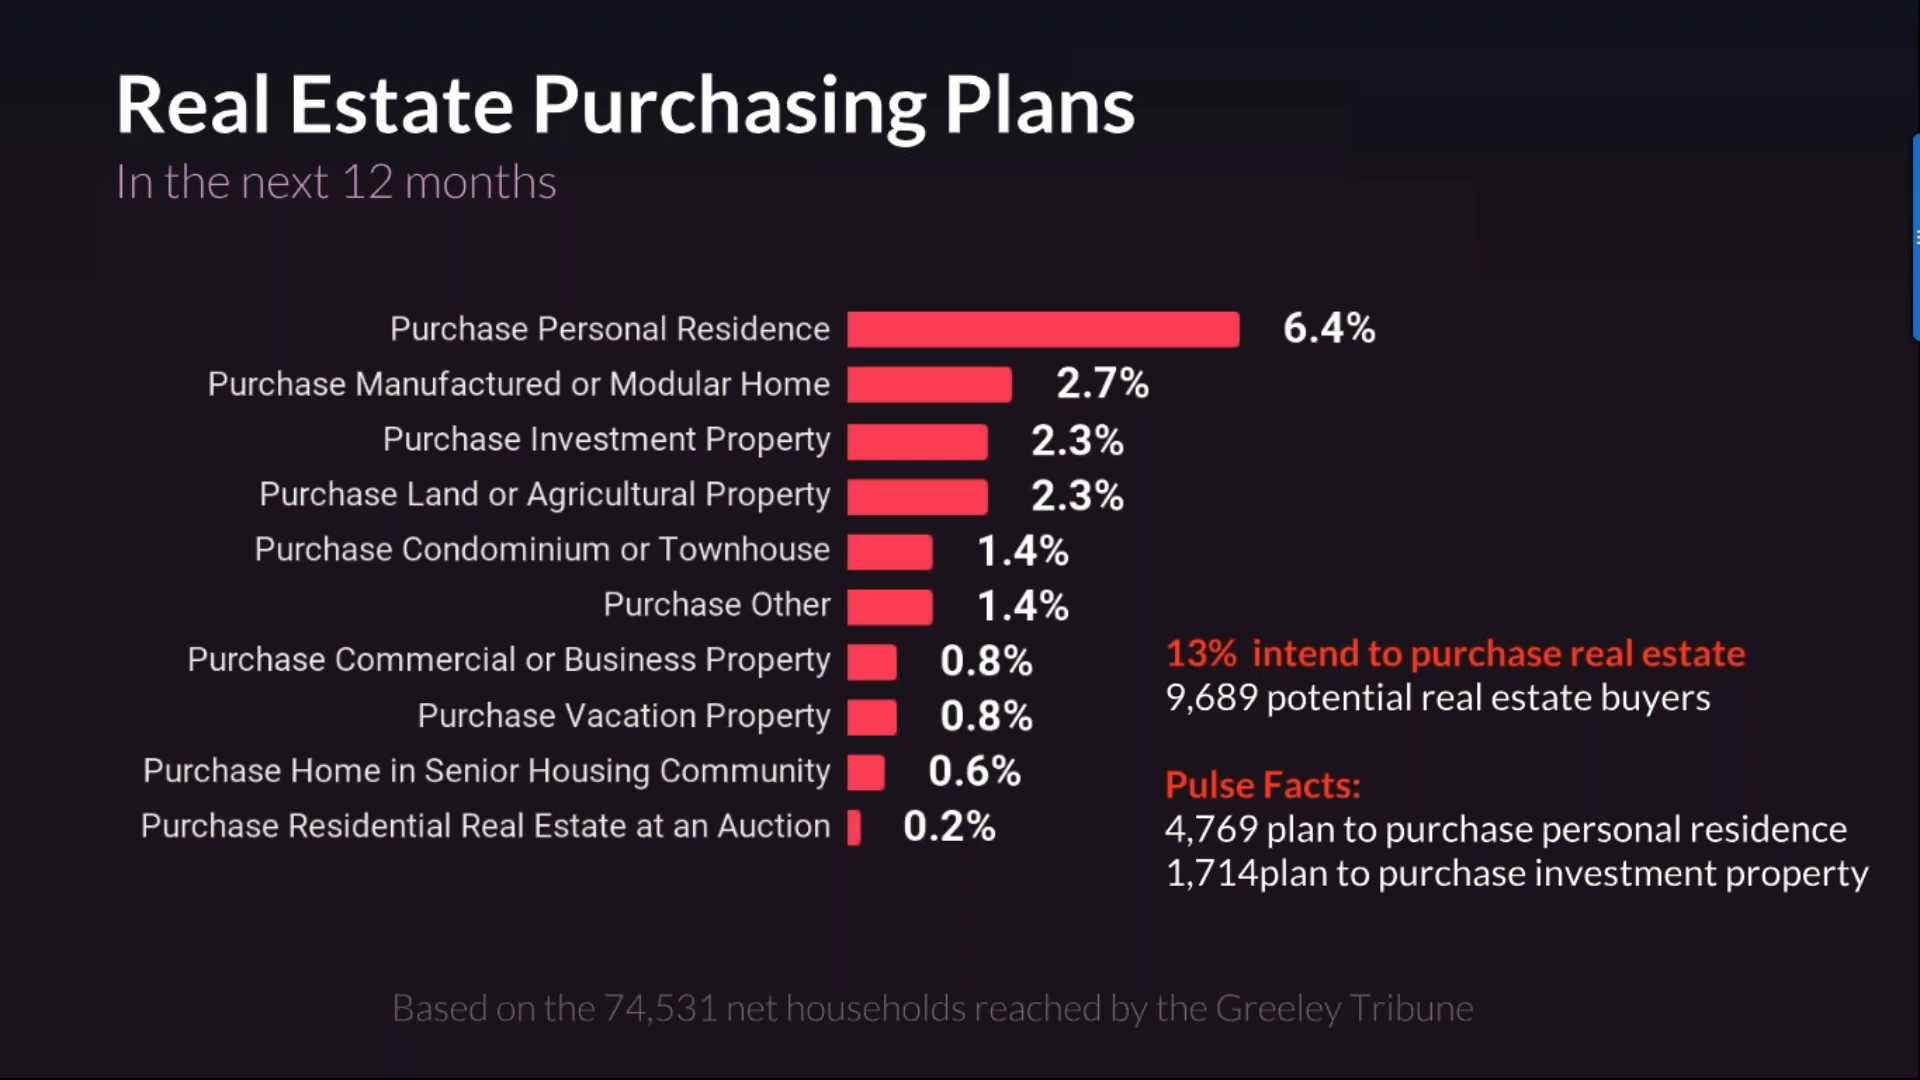 Real Estate Purchasing Plans
In the next 12 months
Purchase Personal Residence 6.4%
Purchase Manufactured or Modular Home 2.7%
Purchase Investment Property 2.3%
Purchase Land or Agricultural Property 2.3%
Purchase Condominium or Townhouse 1.4%
Purchase Other 1.4%
Purchase Commercial or Business Property 0.8%
Purchase Vacation Property 0.8%
Purchase Home in Senior Housing Community 0.6%
Purchase Residential Real Estate at an Auction 0.2%
13% intend to purchase real estate
9,689 potential real estate buyers
Pulse Facts:
4,769 plan to purchase personal residence
1,714plan to purchase investment property
Based on the 74,531 net households reached by the Greeley Tribune